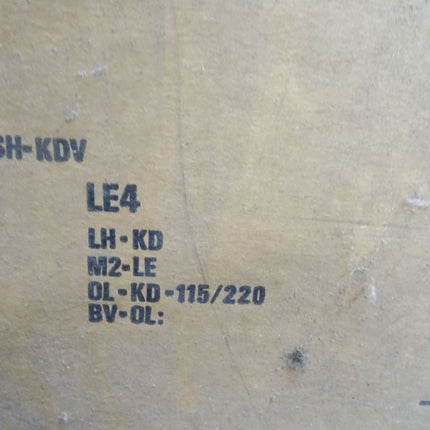 SH-KDV
LE4
LH-KD
M2-LE
OL-KD-115/220
BV-OL: